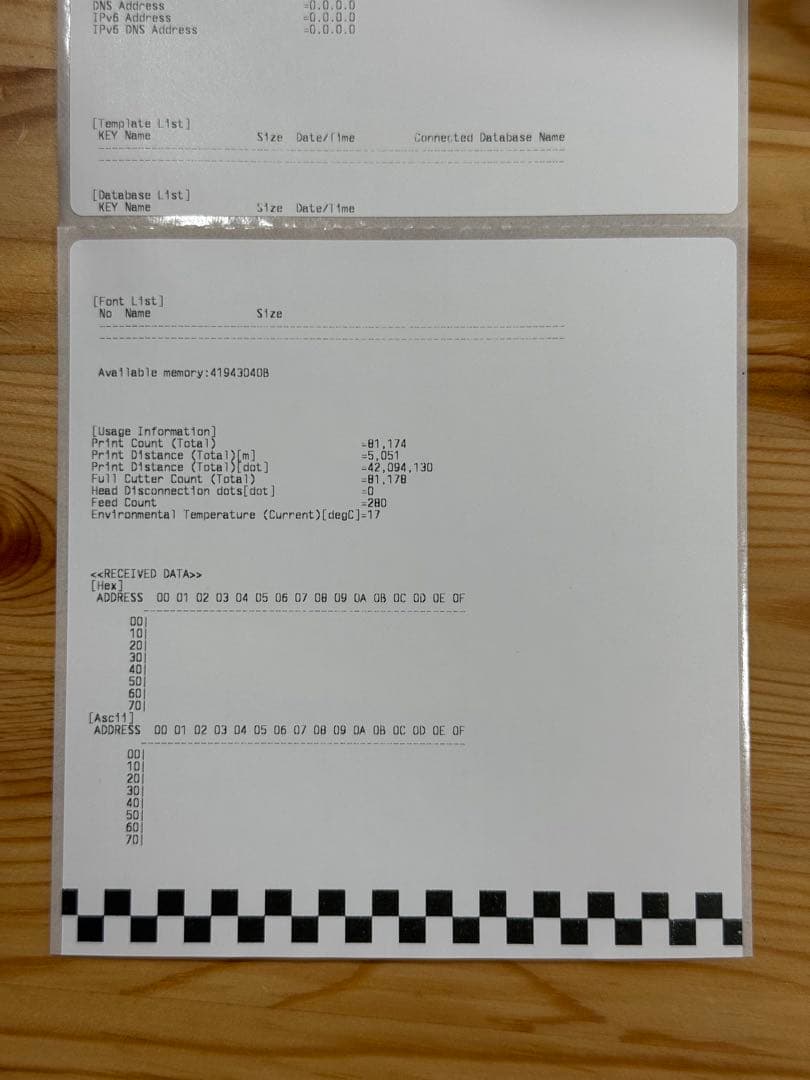 DNS Address =0.0.0.0
IPv6 Address =0.0.0.0
IPv6 DNS Address =0.0.0.0
[Template List]
KEY Name Size Date/Time Connected Database Name
[Database List]
KEY Name Size Date/Time
[Font List]
No Name Size
Available memory:41943040B
[Usage Information]
Print Count (Total) =81,174
Print Distance (Total)[m] =5,051
Print Distance (Total)[dot] =42,094,130
Full Cutter Count (Total) =81,178
Head Disconnection dots[dot] =0
Feed Count =280
Environmental Temperature (Current)[degC]=17
<<RECEIVED DATA>>
[Hex]
ADDRESS 00 01 02 03 04 05 06 07 08 09 0A 0B 0C 0D 0E 0F
00|
10|
20|
30|
40|
50|
60|
70|
[Ascii]
ADDRESS 00 01 02 03 04 05 06 07 08 09 0A 0B 0C 0D 0E 0F
00|
10|
20|
30|
40|
50|
60|
70|